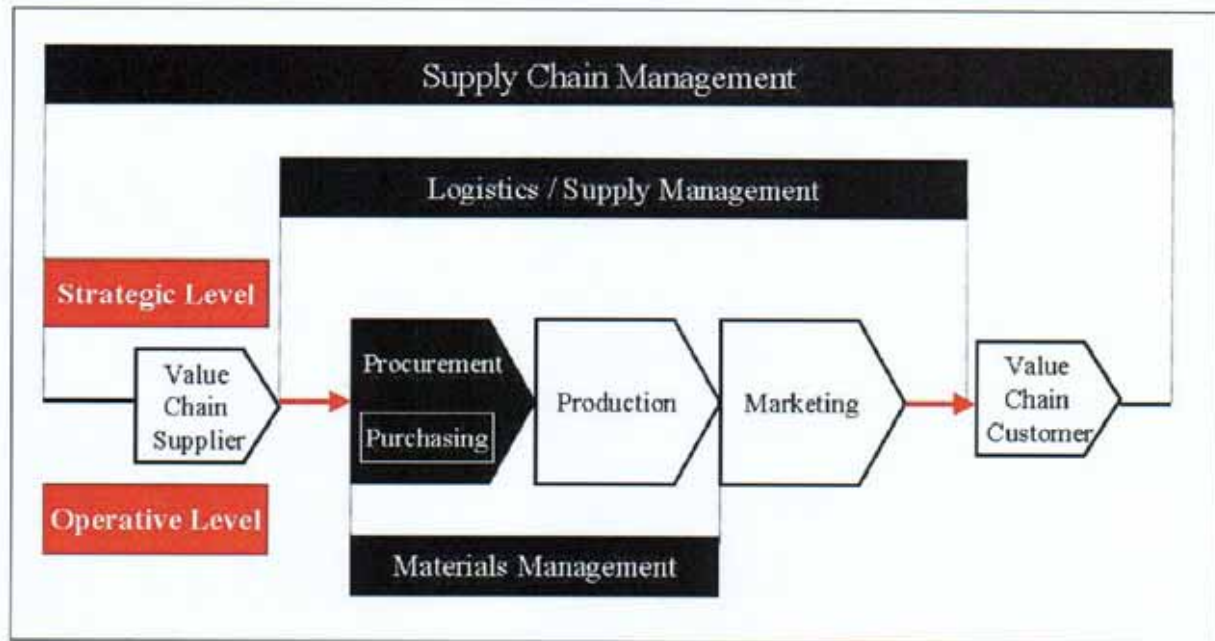 Supply Chain Management
Logistics / Supply Management
Strategic Level
Value
Chain
Supplier
Procurement
Purchasing
Production
Marketing
Value
Chain
Customer
Operative Level
Materials Management